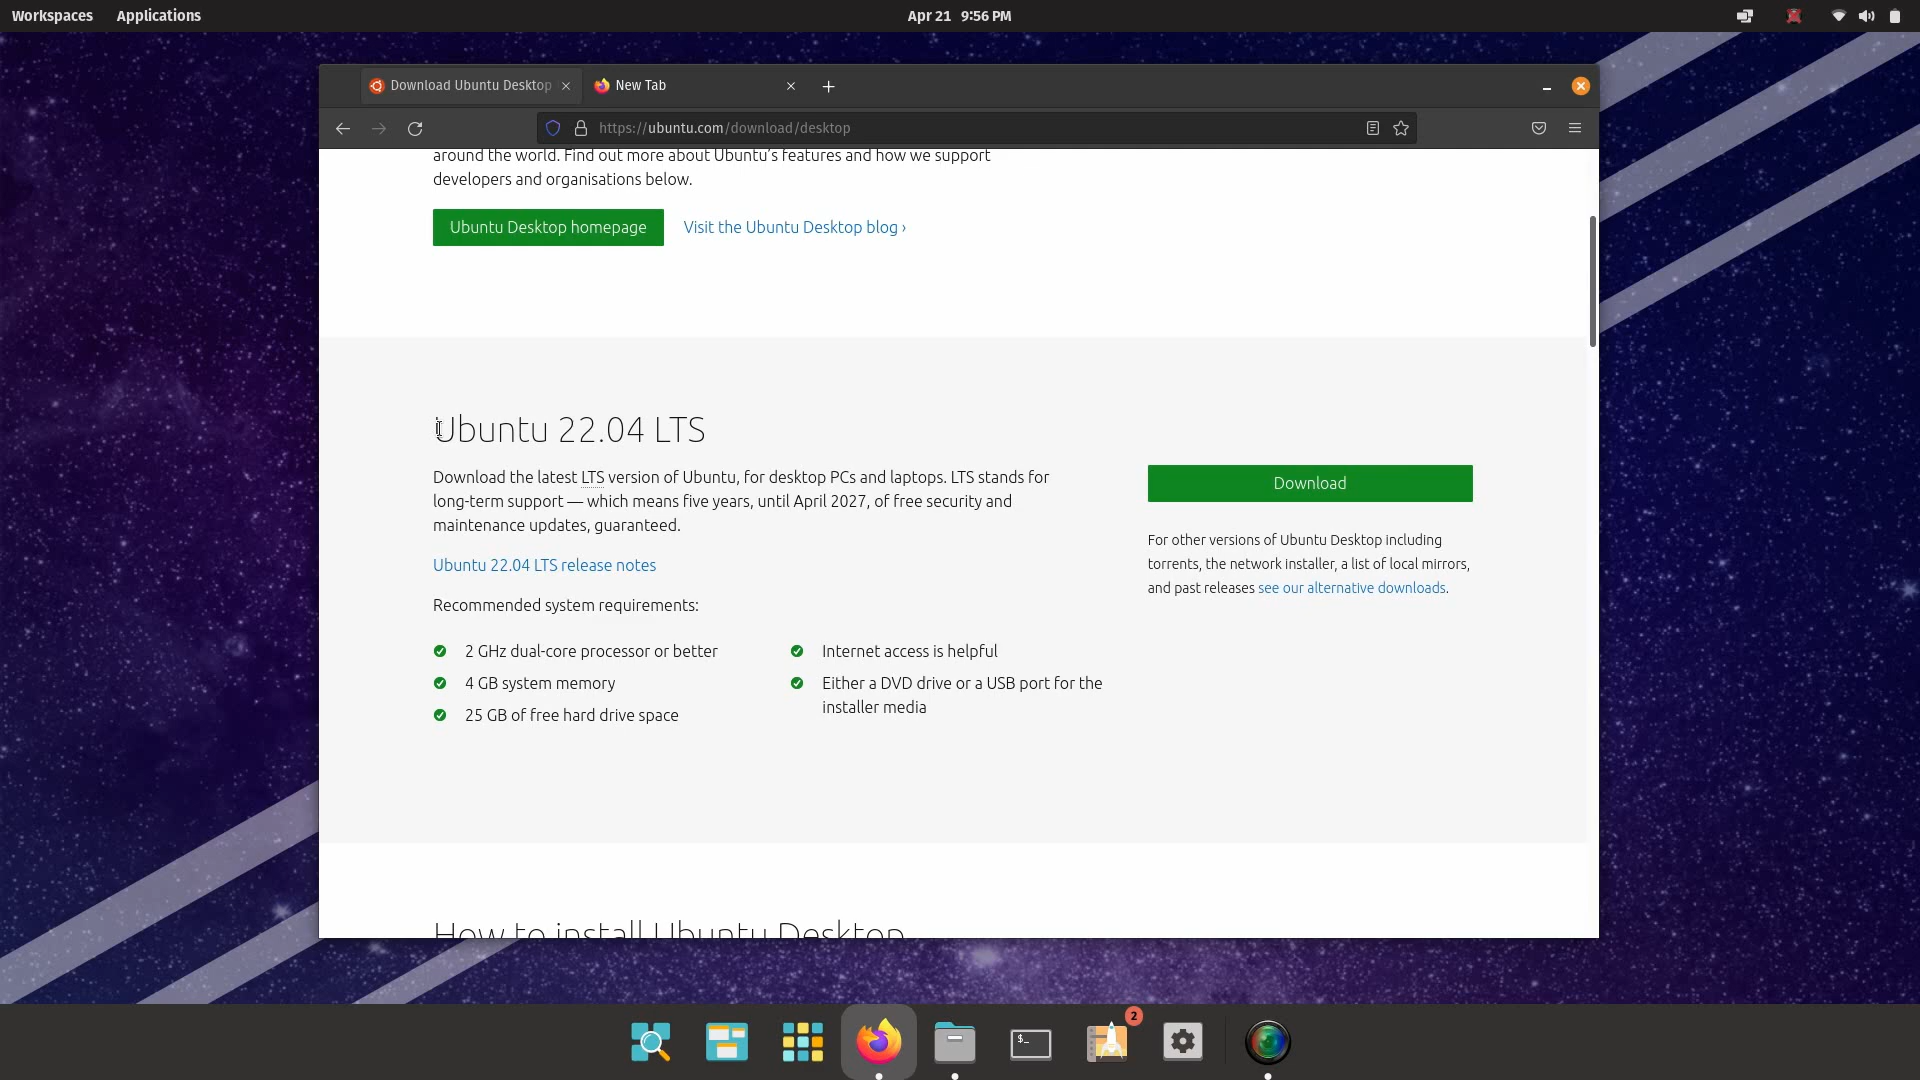 Workspaces Applications Apr 21 9:56 PM
Download Ubuntu Desktop New Tab
https://ubuntu.com/download/desktop
around the world. Find out more about Ubuntu's features and how we support
developers and organisations below.
Ubuntu Desktop homepage Visit the Ubuntu Desktop blog ›
Ubuntu 22.04 LTS
Download the latest LTS version of Ubuntu, for desktop PCs and laptops. LTS stands for
long-term support — which means five years, until April 2027, of free security and
maintenance updates, guaranteed.
Ubuntu 22.04 LTS release notes
Recommended system requirements:
2 GHz dual-core processor or better
4 GB system memory
25 GB of free hard drive space
Internet access is helpful
Either a DVD drive or a USB port for the
installer media
Download
For other versions of Ubuntu Desktop including
torrents, the network installer, a list of local mirrors,
and past releases see our alternative downloads.
How to install Ubuntu Desktop
$_
2